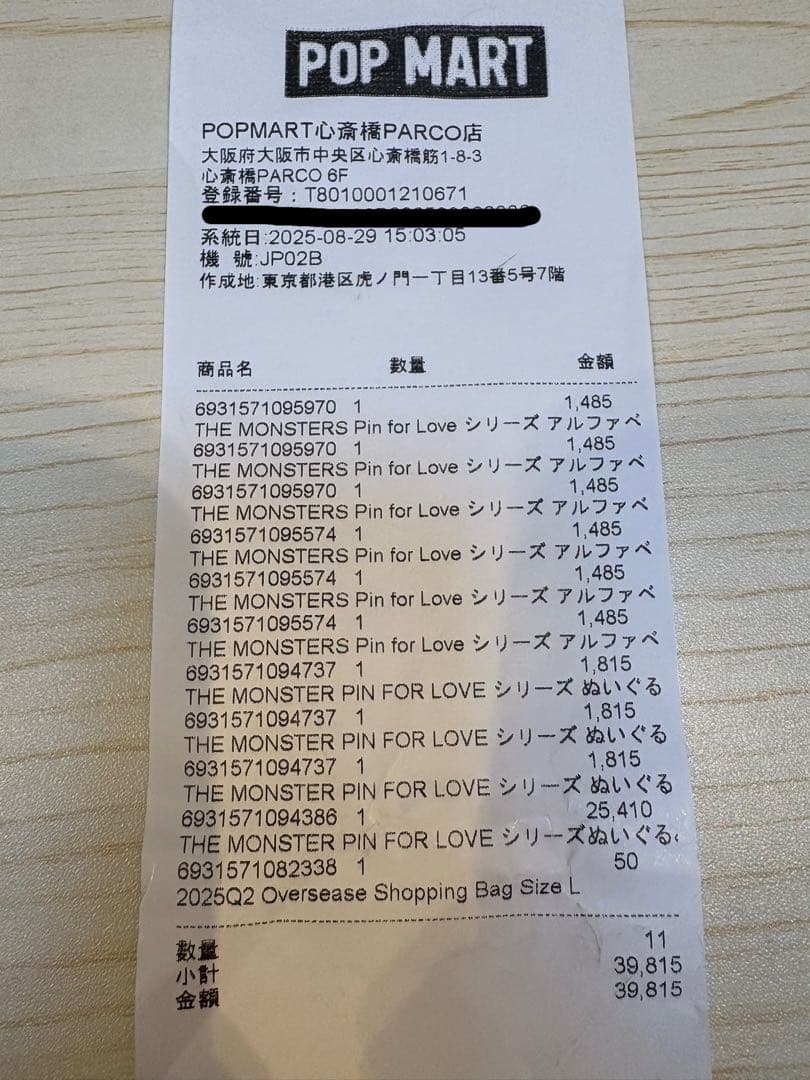 POP MART
POPMART心斎橋PARCO店
大阪府大阪市中央区心斎橋筋1-8-3
心斎橋PARCO 6F
登録番号：T8010001210671
系統日:2025-08-29 15:03:05
機 號:JP02B
作成地:東京都港区虎ノ門一丁目13番5号7階
商品名 數量 金額
6931571095970 1 1,485
THE MONSTERS Pin for Love シリーズ アルファベ
6931571095970 1 1,485
THE MONSTERS Pin for Love シリーズ アルファベ
6931571095970 1 1,485
THE MONSTERS Pin for Love シリーズ アルファベ
6931571095574 1 1,485
THE MONSTERS Pin for Love シリーズ アルファベ
6931571095574 1 1,485
THE MONSTERS Pin for Love シリーズ アルファベ
6931571095574 1 1,485
THE MONSTERS Pin for Love シリーズ アルファベ
6931571094737 1 1,815
THE MONSTER PIN FOR LOVE シリーズ ぬいぐる
6931571094737 1 1,815
THE MONSTER PIN FOR LOVE シリーズ ぬいぐる
6931571094737 1 1,815
THE MONSTER PIN FOR LOVE シリーズ ぬいぐる
6931571094386 1 25,410
THE MONSTER PIN FOR LOVE シリーズぬいぐる
6931571082338 1 50
2025Q2 Oversease Shopping Bag Size L
數量 11
小計 39,815
金額 39,815